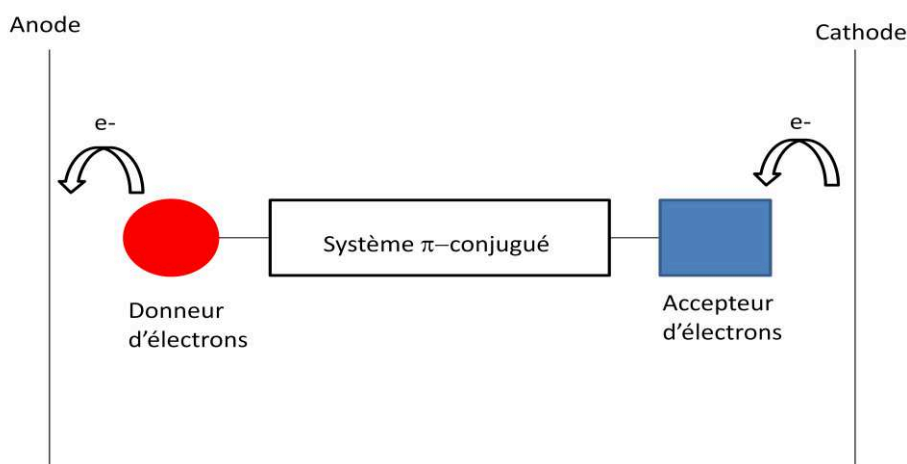 Anode
Cathode
e-
e-
Système π–conjugué
Donneur
d'électrons
Accepteur
d'électrons